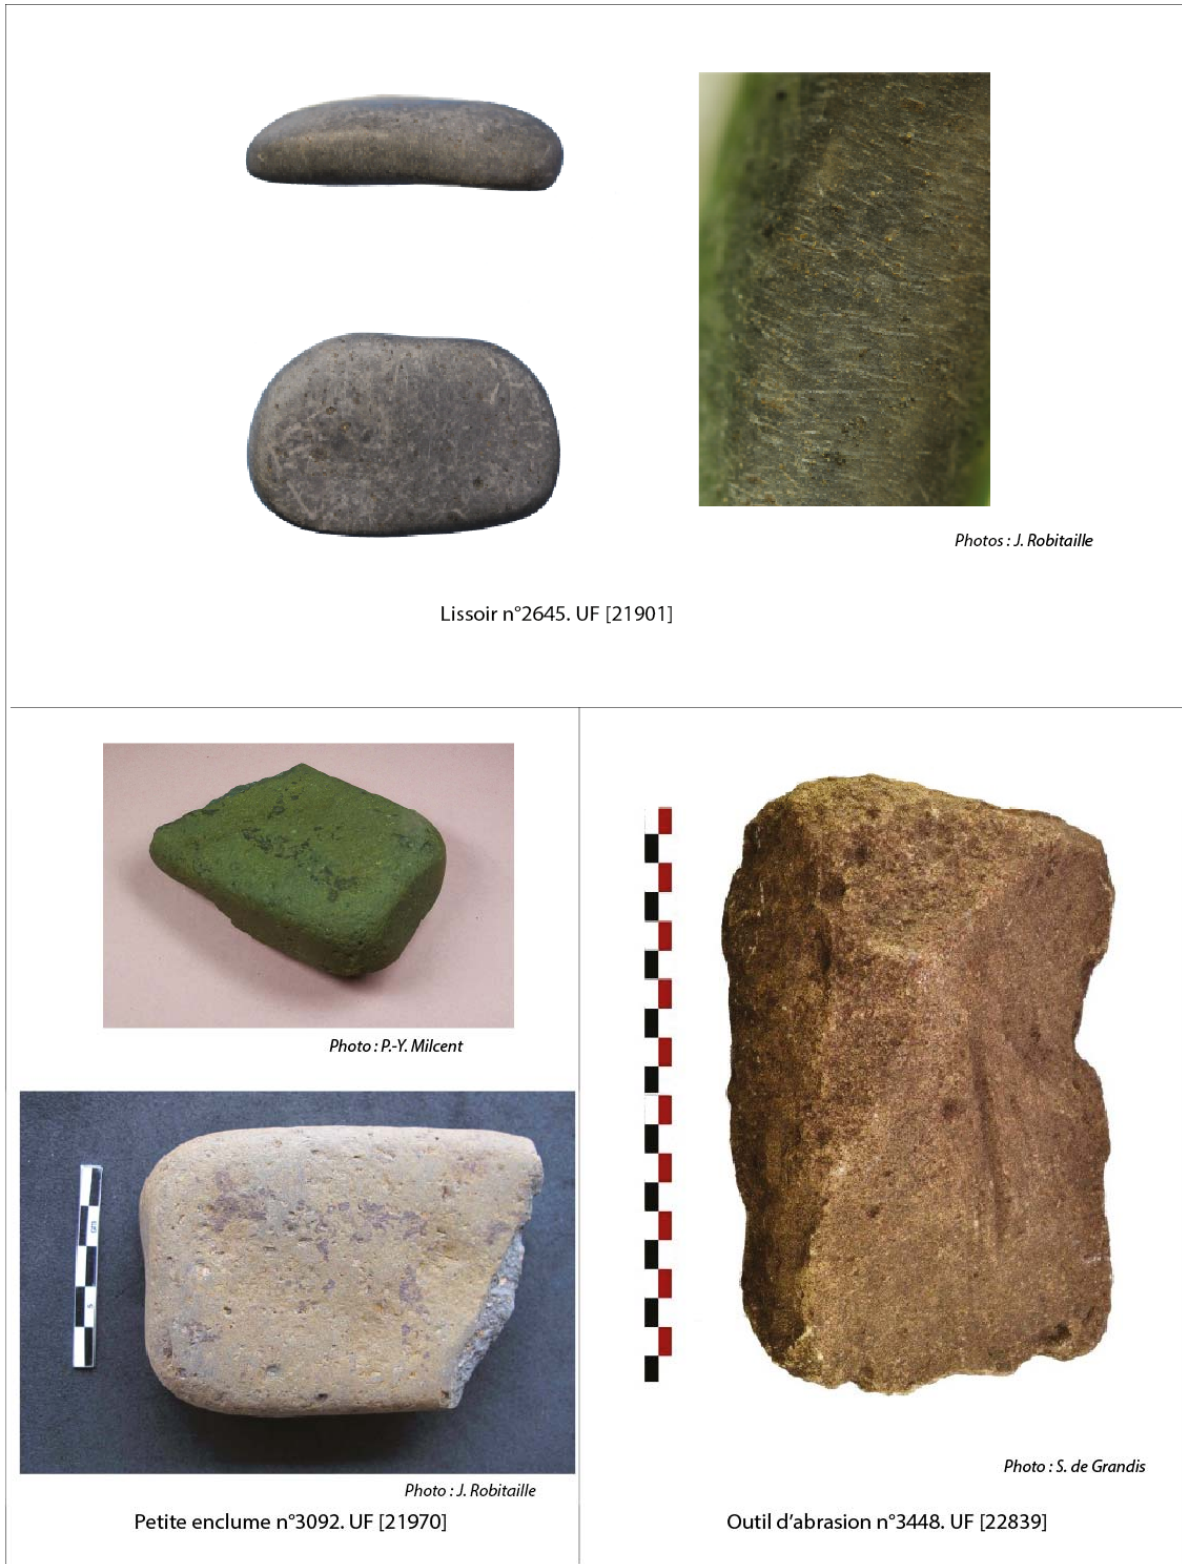 Photos : J. Robitaille
Lissoir n°2645. UF [21901]
Photo : P.-Y. Milcent
Photo : J. Robitaille
Petite enclume n°3092. UF [21970]
Photo : S. de Grandis
Outil d'abrasion n°3448. UF [22839]